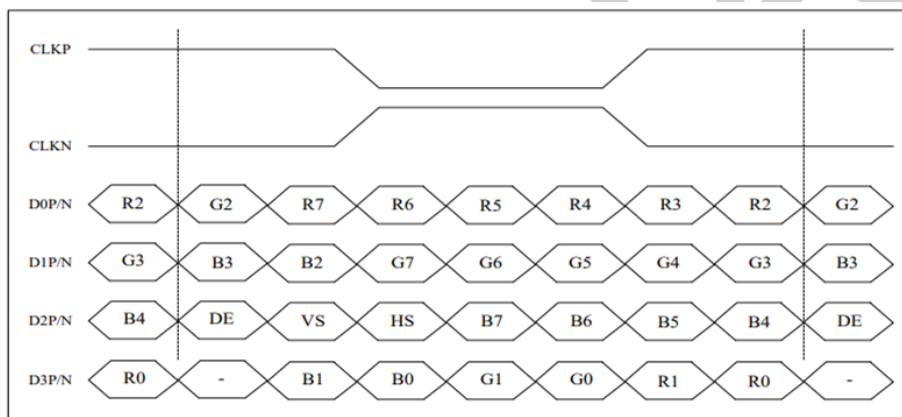 CLKP
CLKN
D0P/N R2 G2 R7 R6 R5 R4 R3 R2 G2
D1P/N G3 B3 B2 G7 G6 G5 G4 G3 B3
D2P/N B4 DE VS HS B7 B6 B5 B4 DE
D3P/N R0 - B1 B0 G1 G0 R1 R0 -